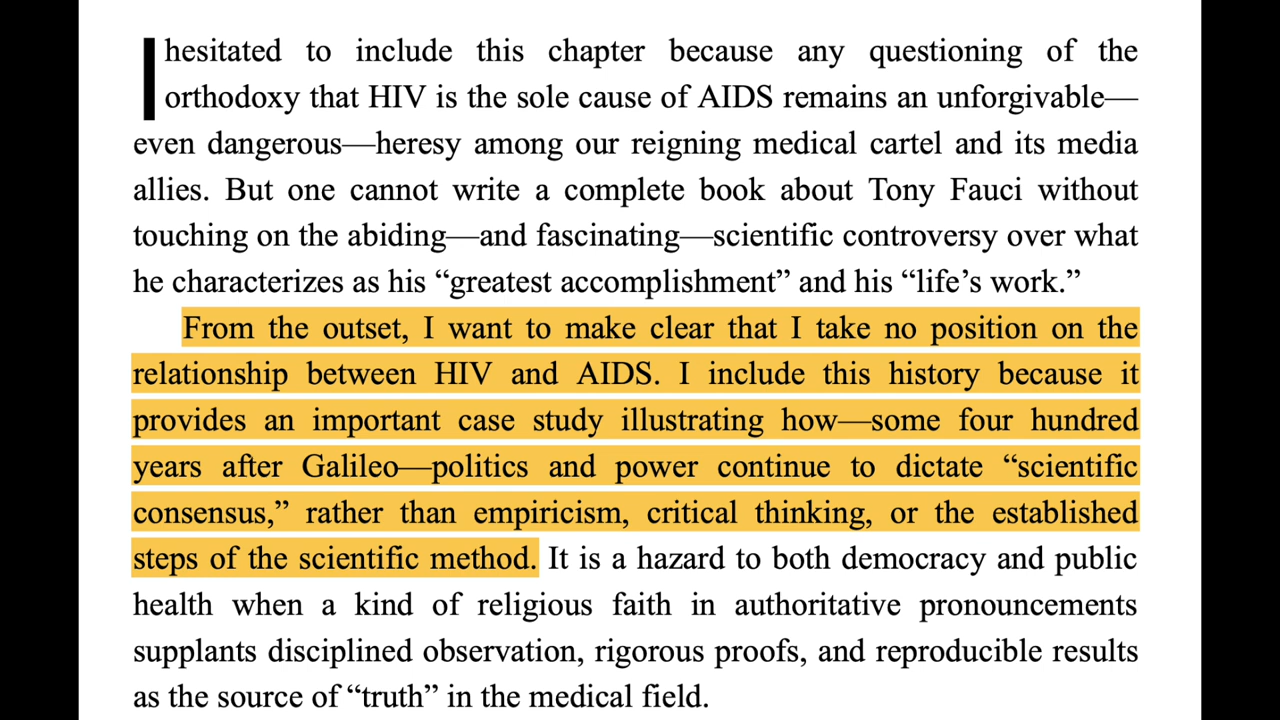 I hesitated to include this chapter because any questioning of the
orthodoxy that HIV is the sole cause of AIDS remains an unforgivable—
even dangerous—heresy among our reigning medical cartel and its media
allies. But one cannot write a complete book about Tony Fauci without
touching on the abiding—and fascinating—scientific controversy over what
he characterizes as his “greatest accomplishment” and his “life’s work.”
From the outset, I want to make clear that I take no position on the
relationship between HIV and AIDS. I include this history because it
provides an important case study illustrating how—some four hundred
years after Galileo—politics and power continue to dictate “scientific
consensus,” rather than empiricism, critical thinking, or the established
steps of the scientific method. It is a hazard to both democracy and public
health when a kind of religious faith in authoritative pronouncements
supplants disciplined observation, rigorous proofs, and reproducible results
as the source of “truth” in the medical field.